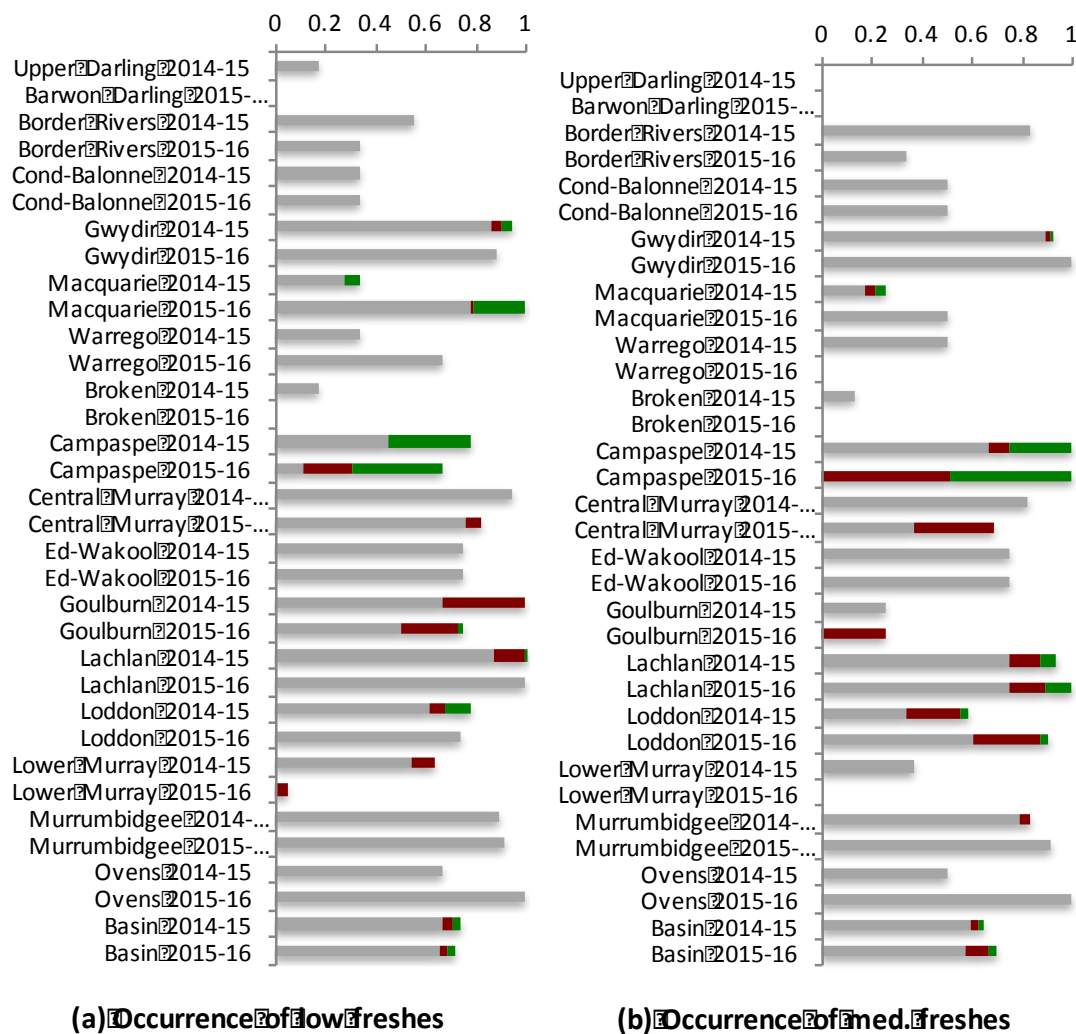 0 0.2 0.4 0.6 0.8 1
Upper�Darling�2014-15
Barwon�Darling�2015-...
Border�Rivers�2014-15
Border�Rivers�2015-16
Cond-Balonne�2014-15
Cond-Balonne�2015-16
Gwydir�2014-15
Gwydir�2015-16
Macquarie�2014-15
Macquarie�2015-16
Warrego�2014-15
Warrego�2015-16
Broken�2014-15
Broken�2015-16
Campaspe�2014-15
Campaspe�2015-16
Central�Murray�2014-...
Central�Murray�2015-...
Ed-Wakool�2014-15
Ed-Wakool�2015-16
Goulburn�2014-15
Goulburn�2015-16
Lachlan�2014-15
Lachlan�2015-16
Loddon�2014-15
Loddon�2015-16
Lower�Murray�2014-15
Lower�Murray�2015-16
Murrumbidgee�2014-...
Murrumbidgee�2015-...
Ovens�2014-15
Ovens�2015-16
Basin�2014-15
Basin�2015-16
(a)�Occurrence�of�low�freshes
0 0.2 0.4 0.6 0.8 1
Upper�Darling�2014-15
Barwon�Darling�2015-...
Border�Rivers�2014-15
Border�Rivers�2015-16
Cond-Balonne�2014-15
Cond-Balonne�2015-16
Gwydir�2014-15
Gwydir�2015-16
Macquarie�2014-15
Macquarie�2015-16
Warrego�2014-15
Warrego�2015-16
Broken�2014-15
Broken�2015-16
Campaspe�2014-15
Campaspe�2015-16
Central�Murray�2014-...
Central�Murray�2015-...
Ed-Wakool�2014-15
Ed-Wakool�2015-16
Goulburn�2014-15
Goulburn�2015-16
Lachlan�2014-15
Lachlan�2015-16
Loddon�2014-15
Loddon�2015-16
Lower�Murray�2014-15
Lower�Murray�2015-16
Murrumbidgee�2014-...
Murrumbidgee�2015-...
Ovens�2014-15
Ovens�2015-16
Basin�2014-15
Basin�2015-16
(b)�Occurrence�of�med.�freshes